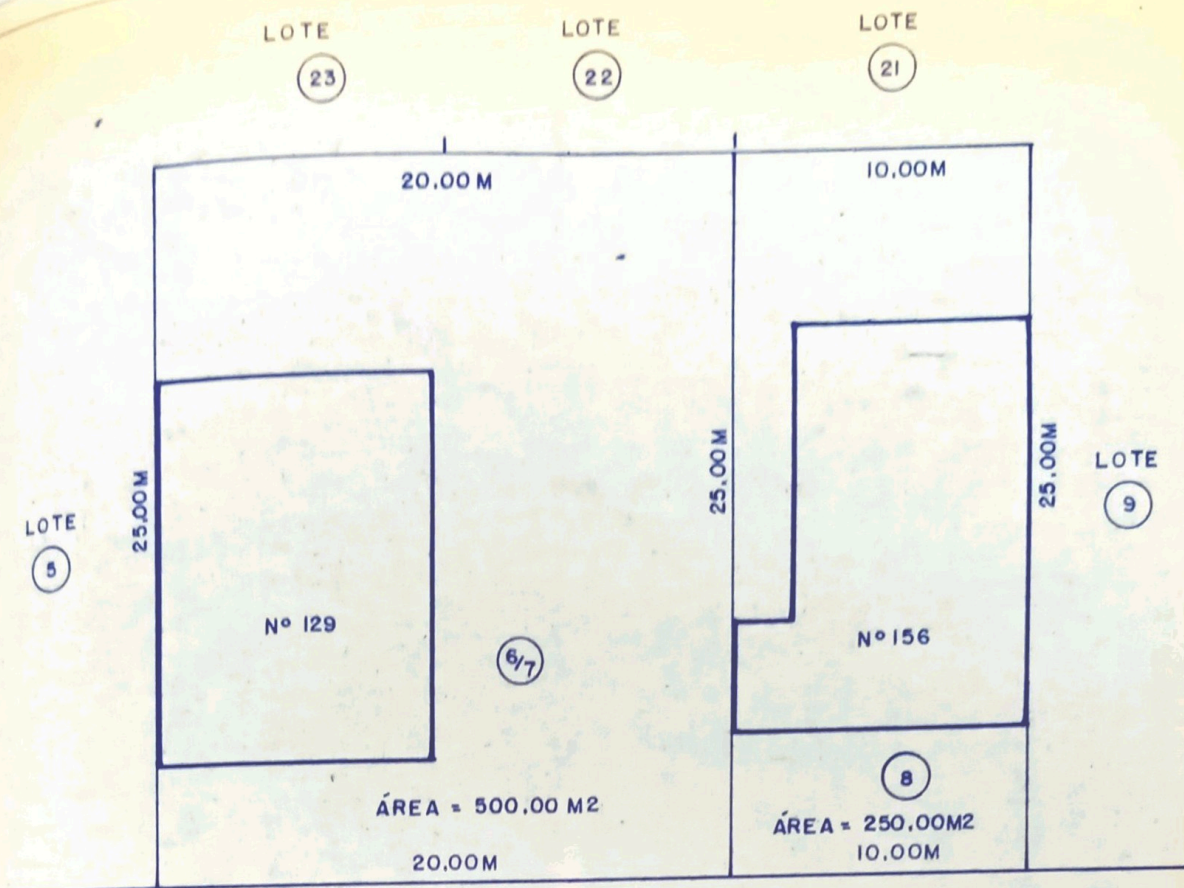 LOTE
23
LOTE
22
LOTE
21
20,00 M
10,00M
25,00M
25,00M
25,00M
LOTE
5
LOTE
9
Nº 129
6/7
Nº 156
8
ÁREA = 500,00 M2
ÁREA = 250,00M2
20,00M
10,00M